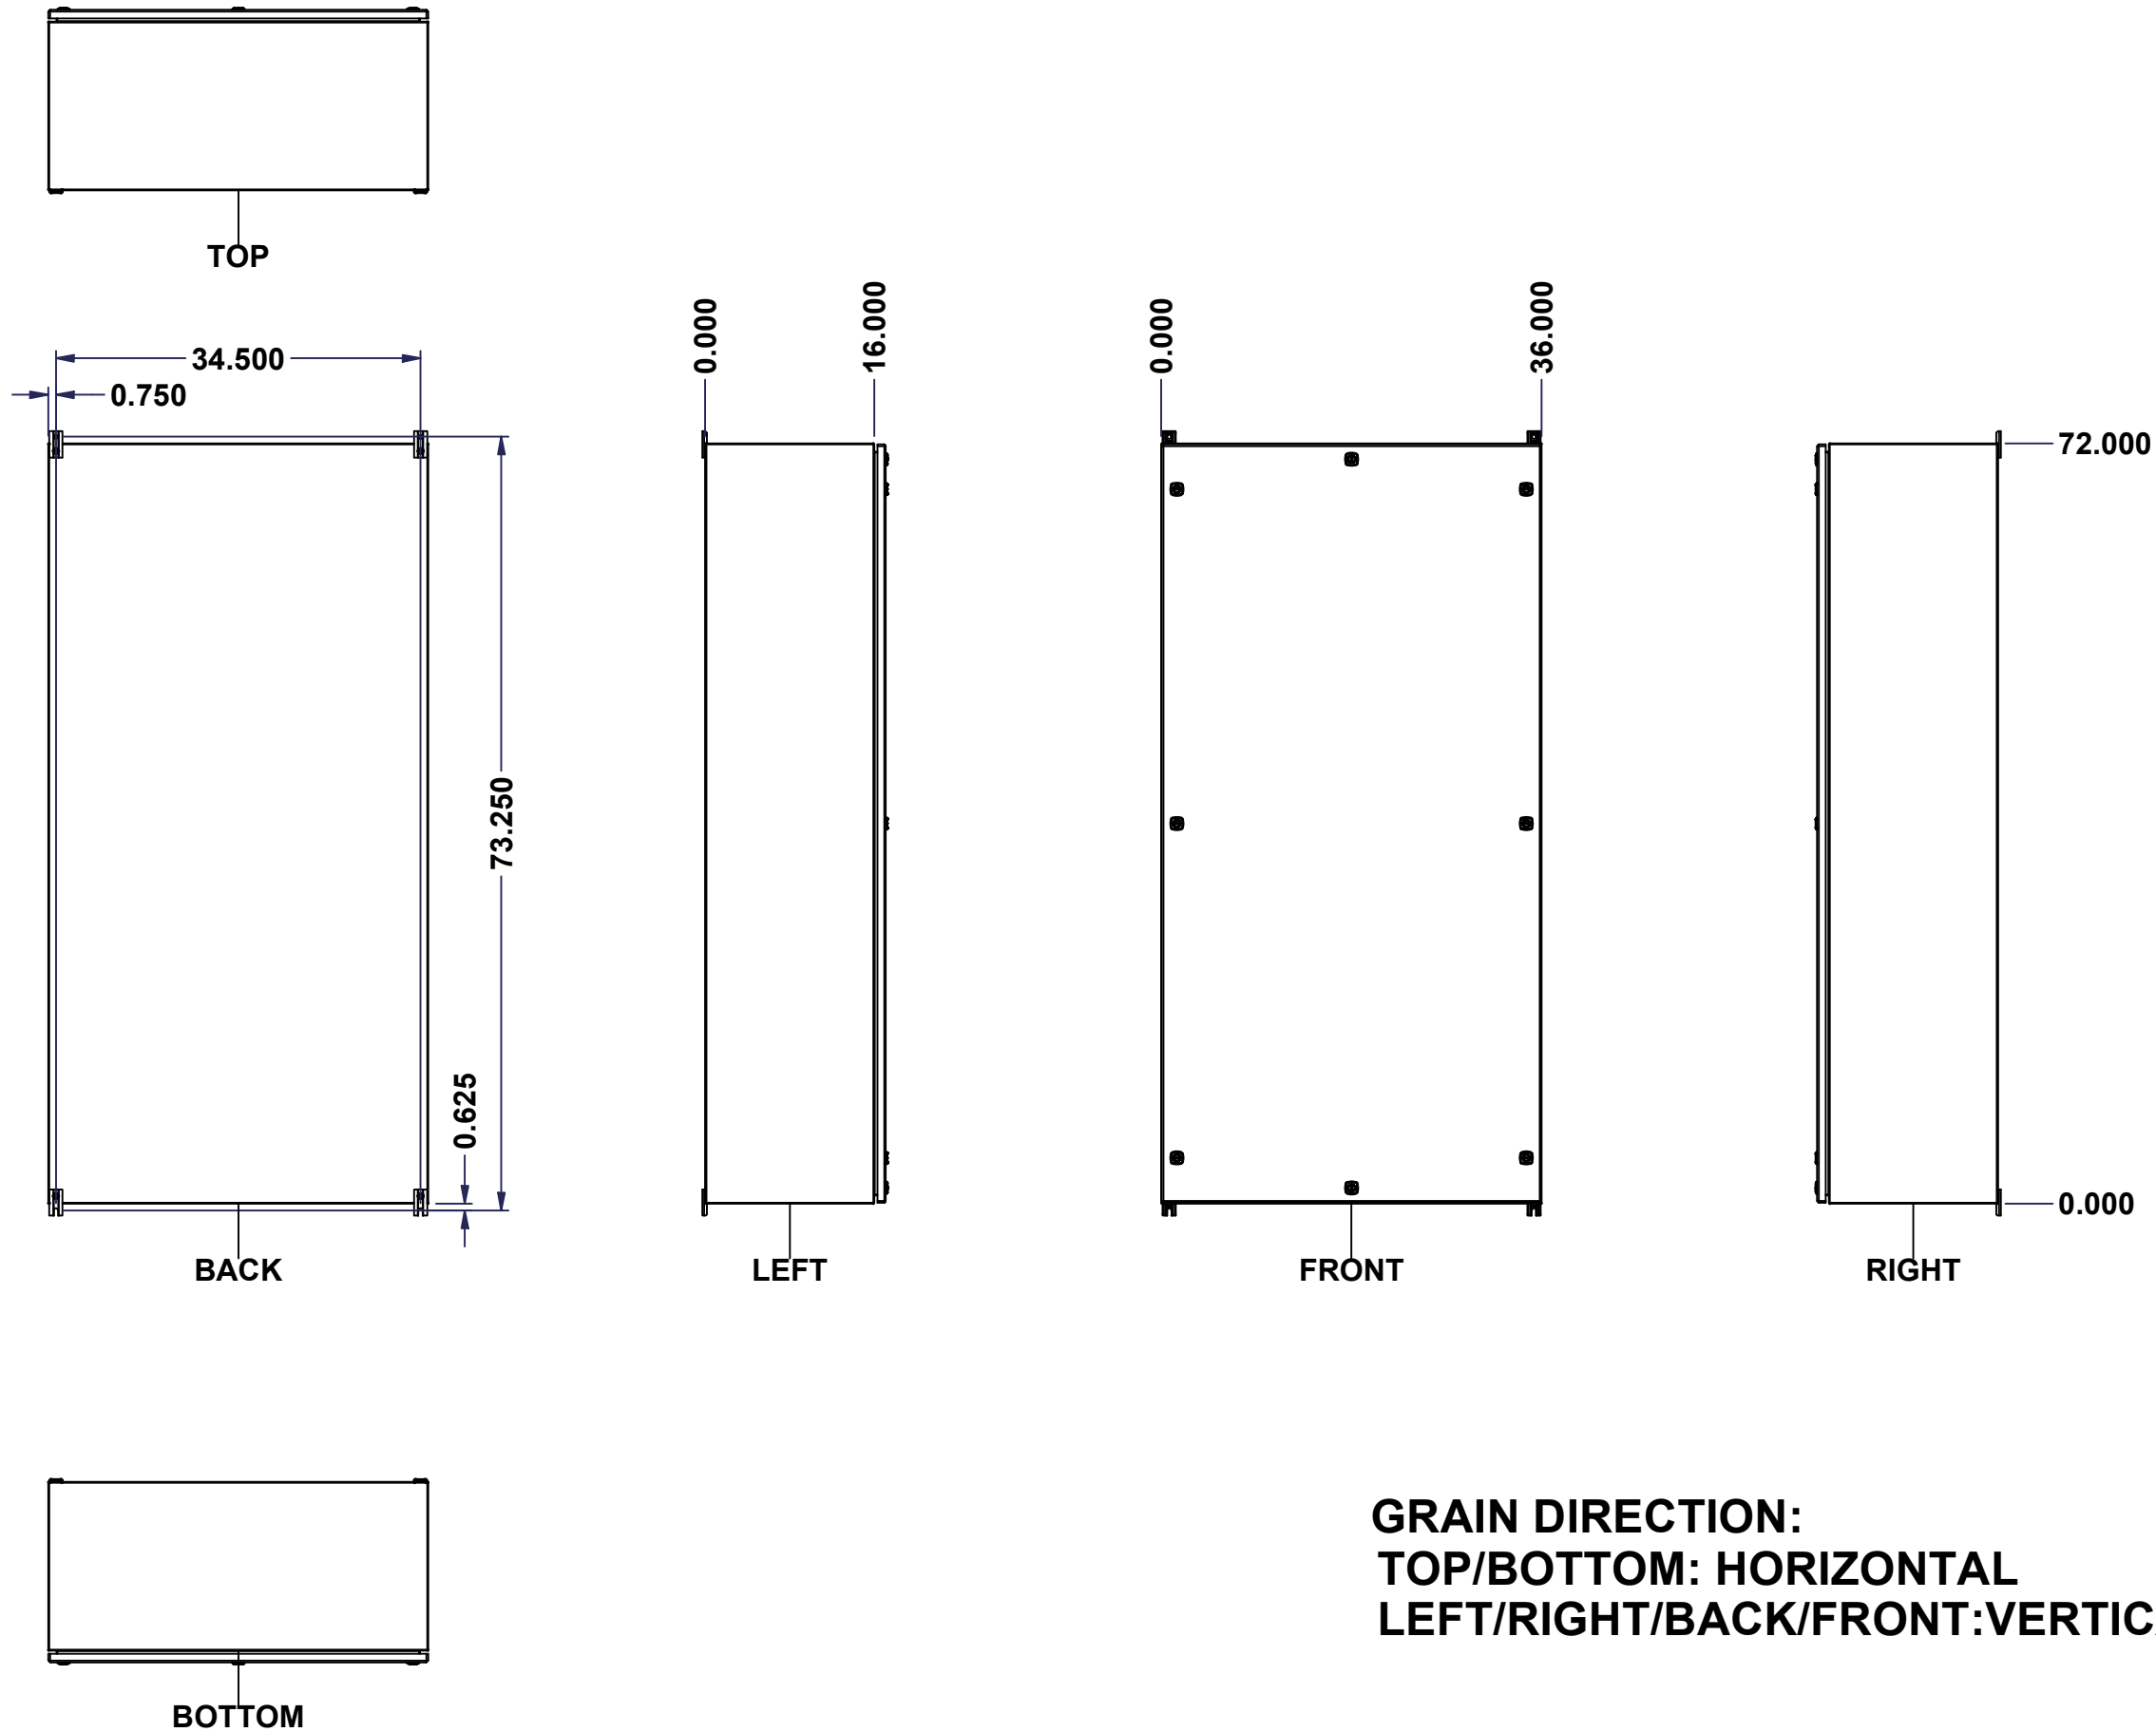 TOP
34.500
0.750
73.250
0.625
BACK
0.000
16.000
LEFT
0.000
36.000
FRONT
72.000
0.000
RIGHT
BOTTOM
GRAIN DIRECTION:
TOP/BOTTOM: HORIZONTAL
LEFT/RIGHT/BACK/FRONT:VERTIC